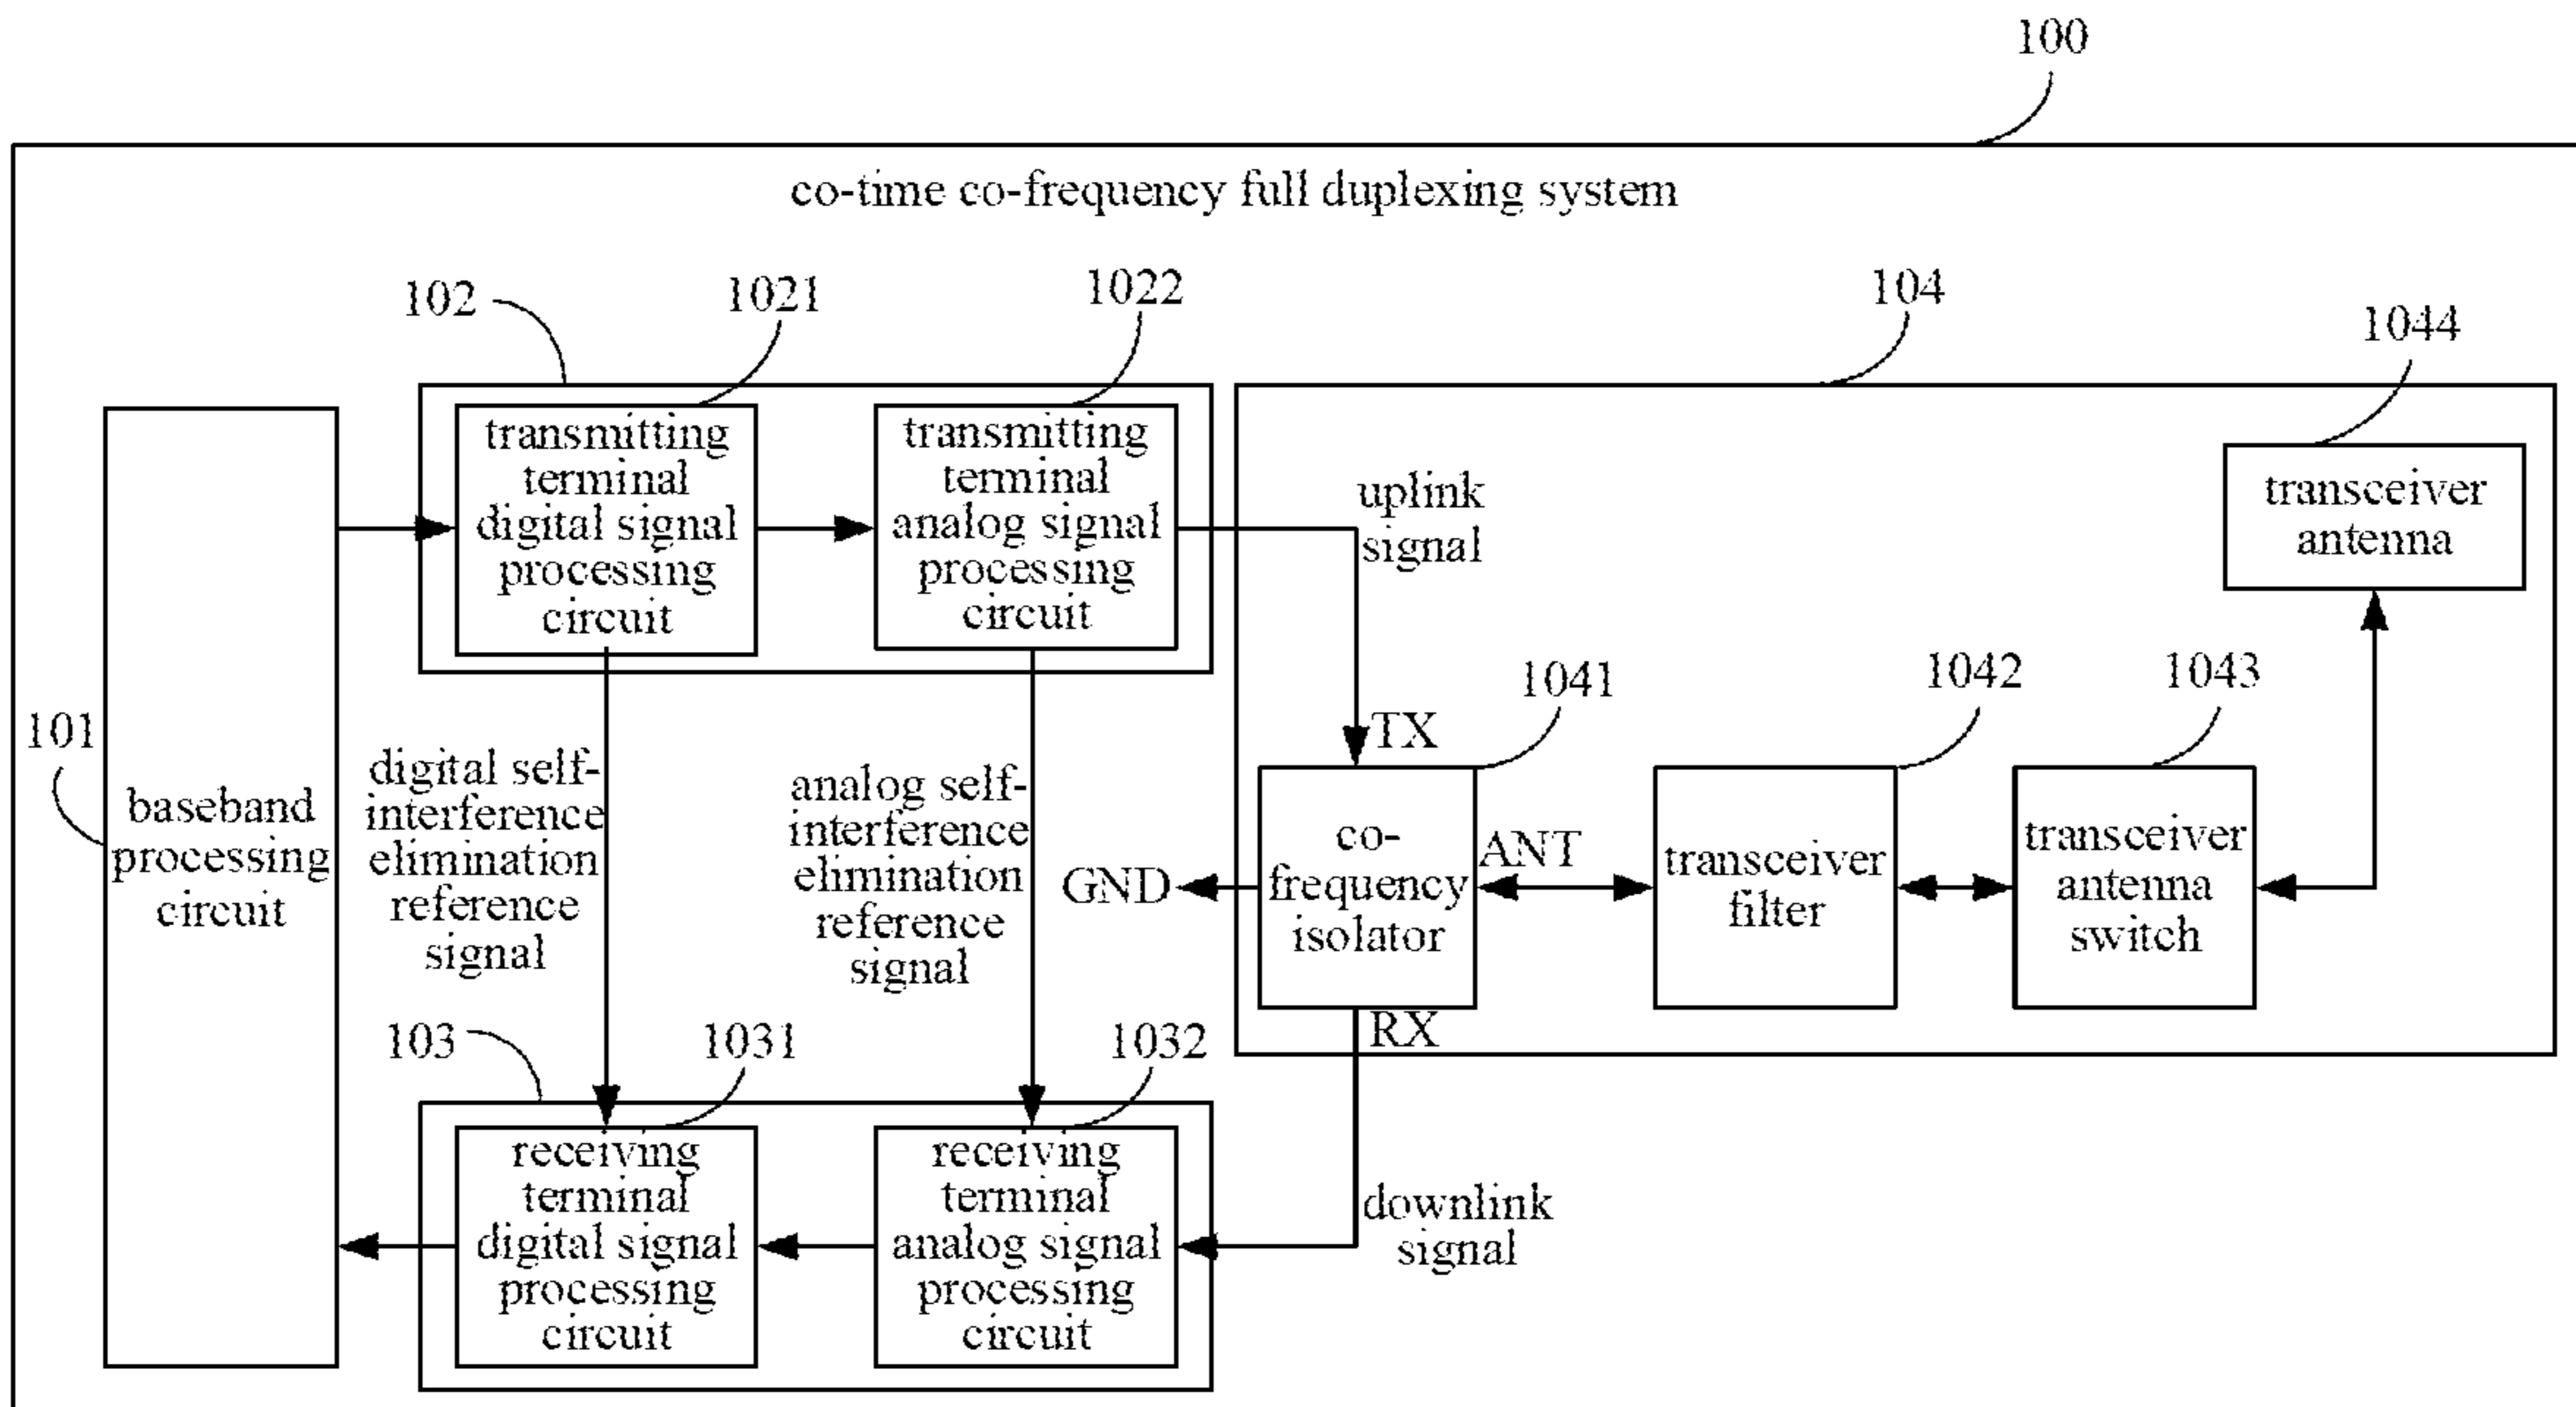 100
co-time co-frequency full duplexing system
102
1021
1022
104
1044
transmitting
terminal
digital signal
processing
circuit
transmitting
terminal
analog signal
processing
circuit
uplink
signal
transceiver
antenna
101
baseband
processing
circuit
digital self-
interference
elimination
reference
signal
analog self-
interference
elimination
reference
signal
TX
1041
1042
1043
GND
co-
frequency
isolator
ANT
transceiver
filter
transceiver
antenna
switch
RX
103
1031
1032
receiving
terminal
digital signal
processing
circuit
receiving
terminal
analog signal
processing
circuit
downlink
signal